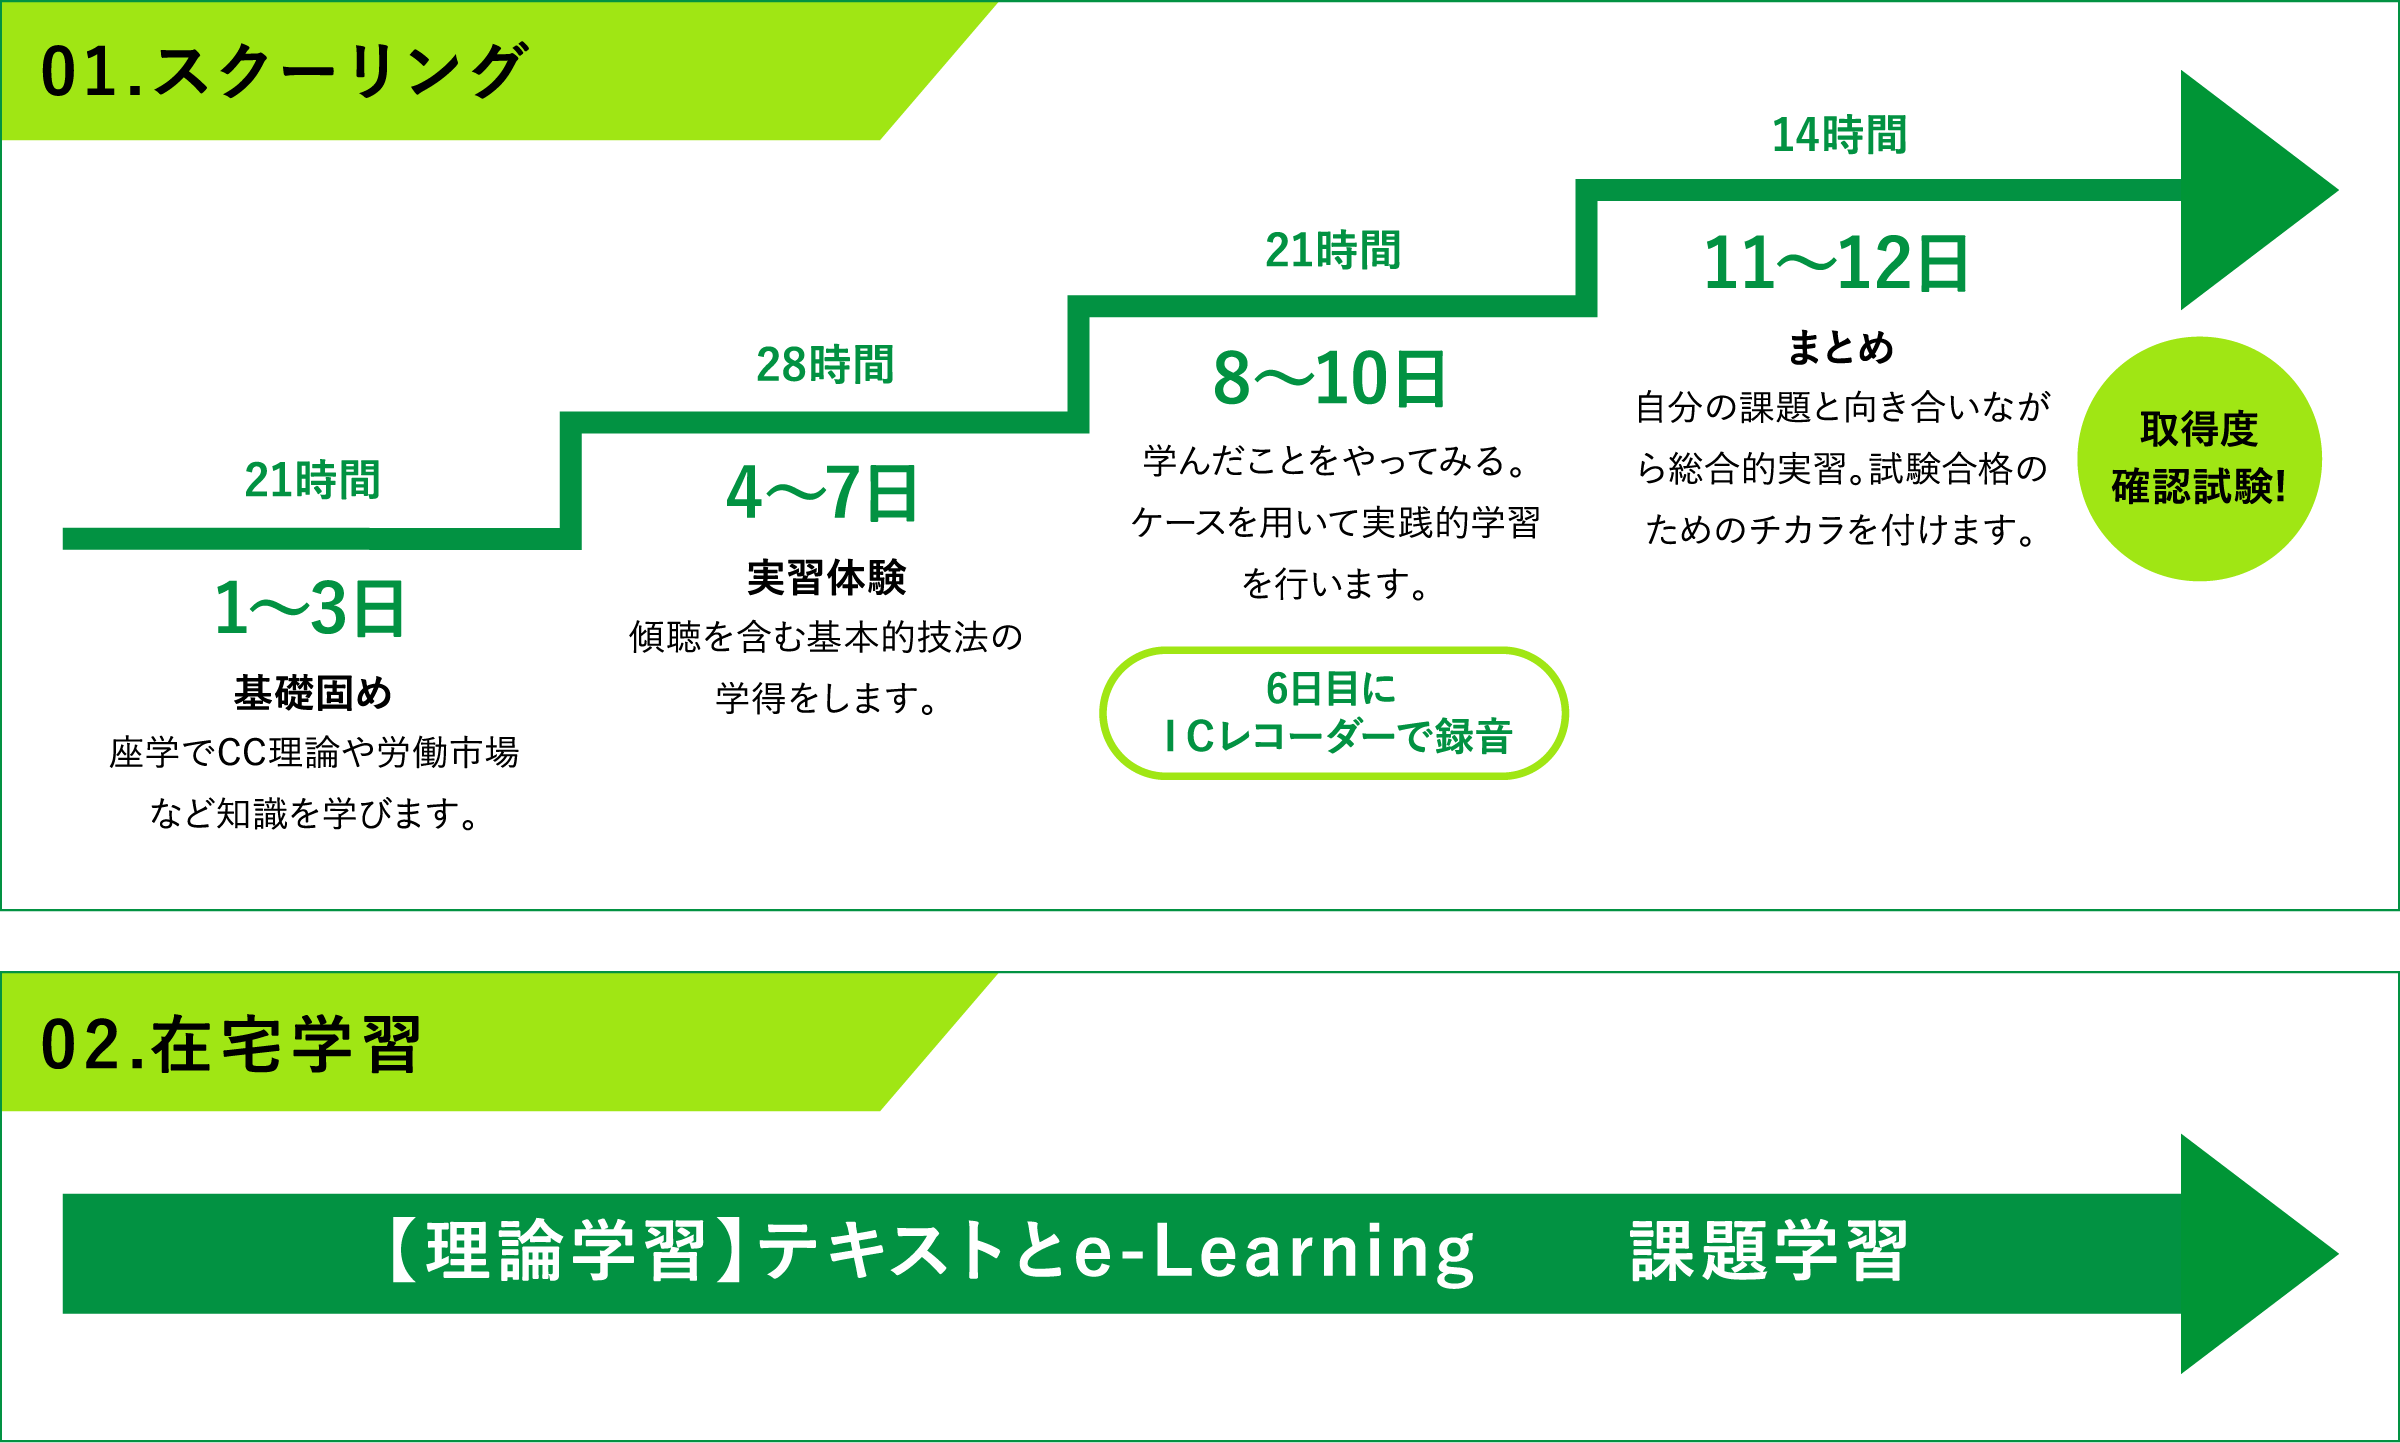 01.スクーリング
21時間
1〜3日
基礎固め
座学でCC理論や労働市場
など知識を学びます。
28時間
4〜7日
実習体験
傾聴を含む基本的技法の
学得をします。
21時間
8〜10日
学んだことをやってみる。
ケースを用いて実践的学習
を行います。
6日目に
ICレコーダーで録音
14時間
11〜12日
まとめ
自分の課題と向き合いなが
ら総合的実習。試験合格の
ためのチカラを付けます。
取得度
確認試験!
02.在宅学習
【理論学習】テキストとe-Learning　　課題学習